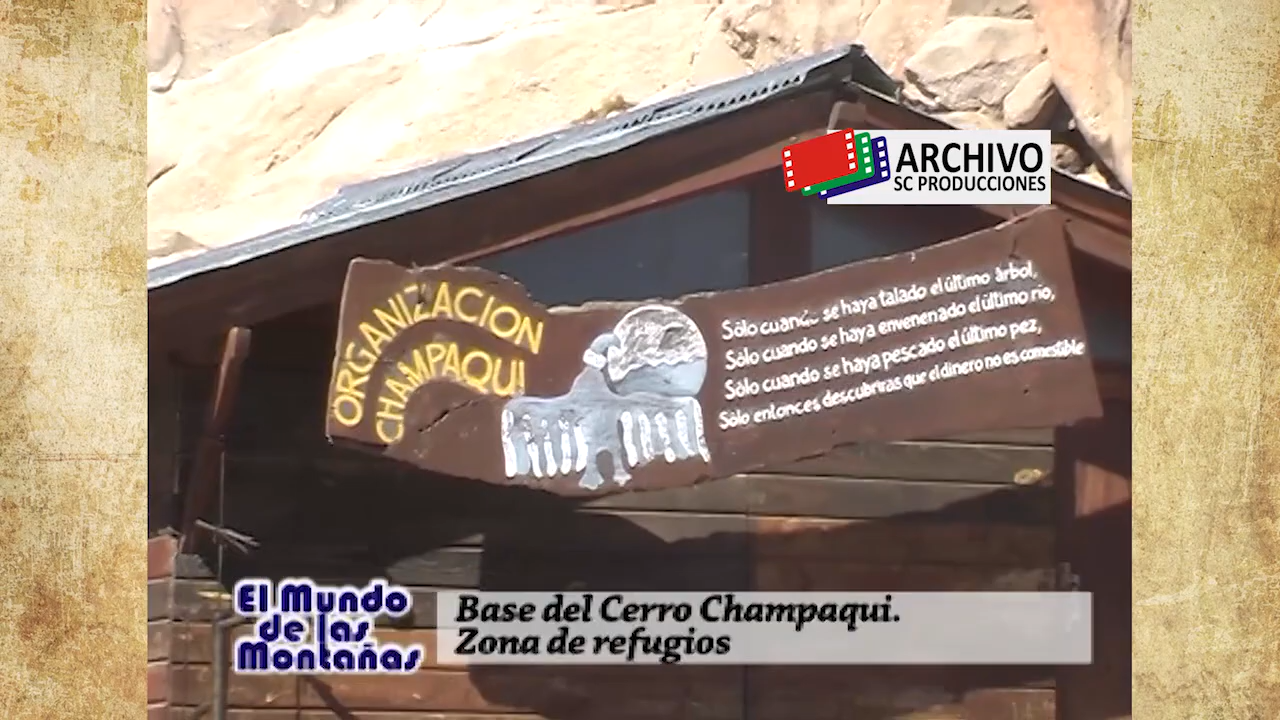 ARCHIVO
SC PRODUCCIONES
ORGANIZACION
CHAMPAQUI
Sólo cuando se haya talado el último árbol,
Sólo cuando se haya envenenado el último río,
Sólo cuando se haya pescado el último pez,
Sólo entonces descubriras que el dinero no es comestible
El Mundo
de las
Montañas
Base del Cerro Champaqui.
Zona de refugios